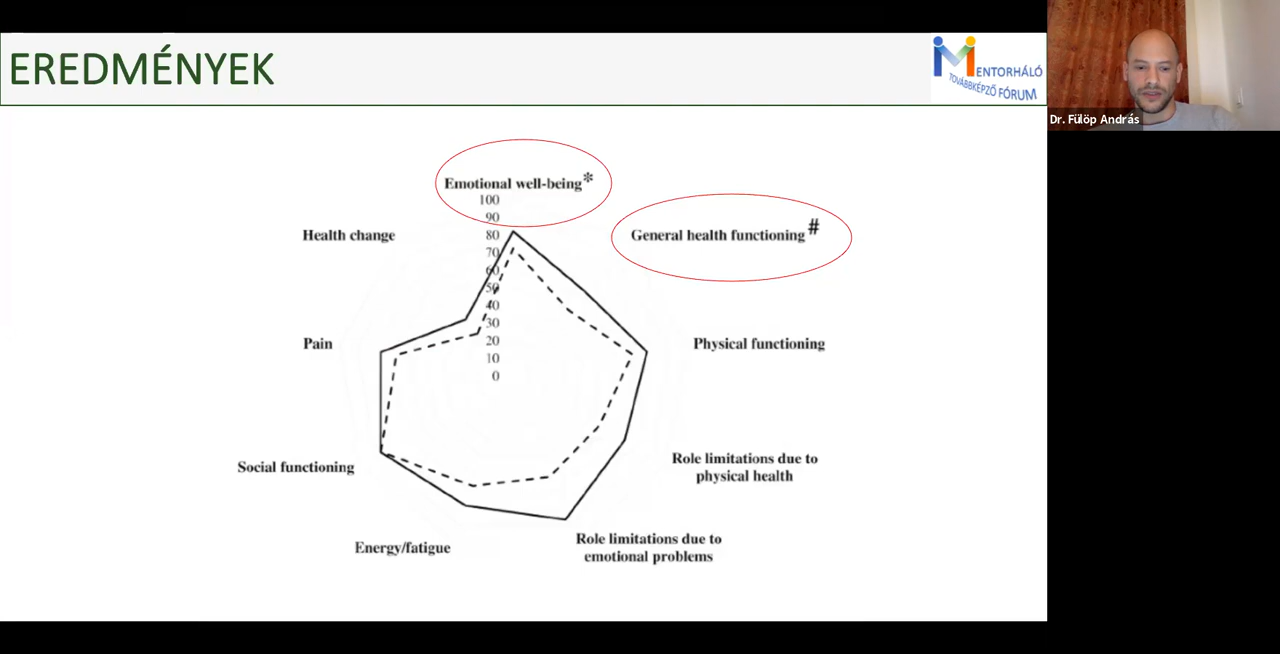 EREDMÉNYEK
MENTORHÁLÓ
TOVÁBBKÉPZŐ FÓRUM
Dr. Fülöp András
Emotional well-being*
100
90
80
70
60
50
40
30
20
10
0
General health functioning#
Health change
Pain
Physical functioning
Social functioning
Role limitations due to
physical health
Energy/fatigue
Role limitations due to
emotional problems